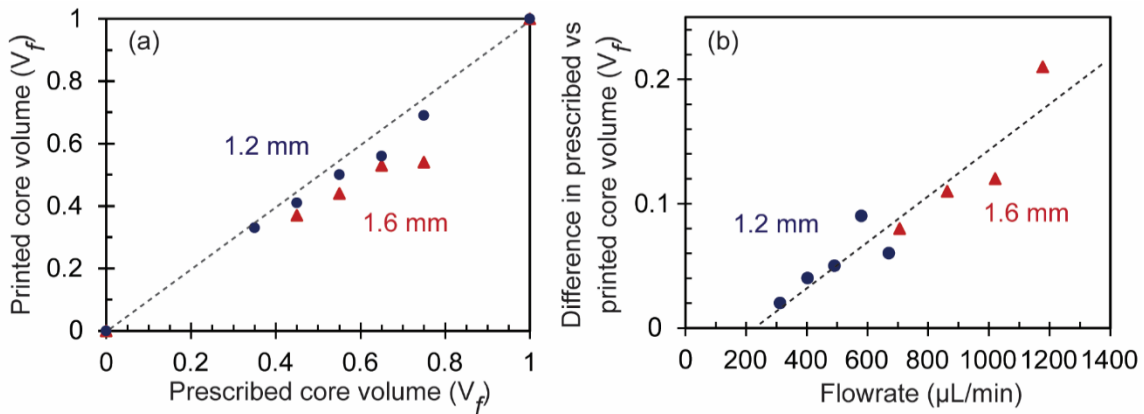 (a)
Printed core volume (V_f)
1
0.8
0.6
0.4
0.2
0
1.2 mm
1.6 mm
0 0.2 0.4 0.6 0.8 1
Prescribed core volume (V_f)
(b)
Difference in prescribed vs
printed core volume (V_f)
0.2
0.1
0
1.2 mm
1.6 mm
0 200 400 600 800 1000 1200 1400
Flowrate (µL/min)